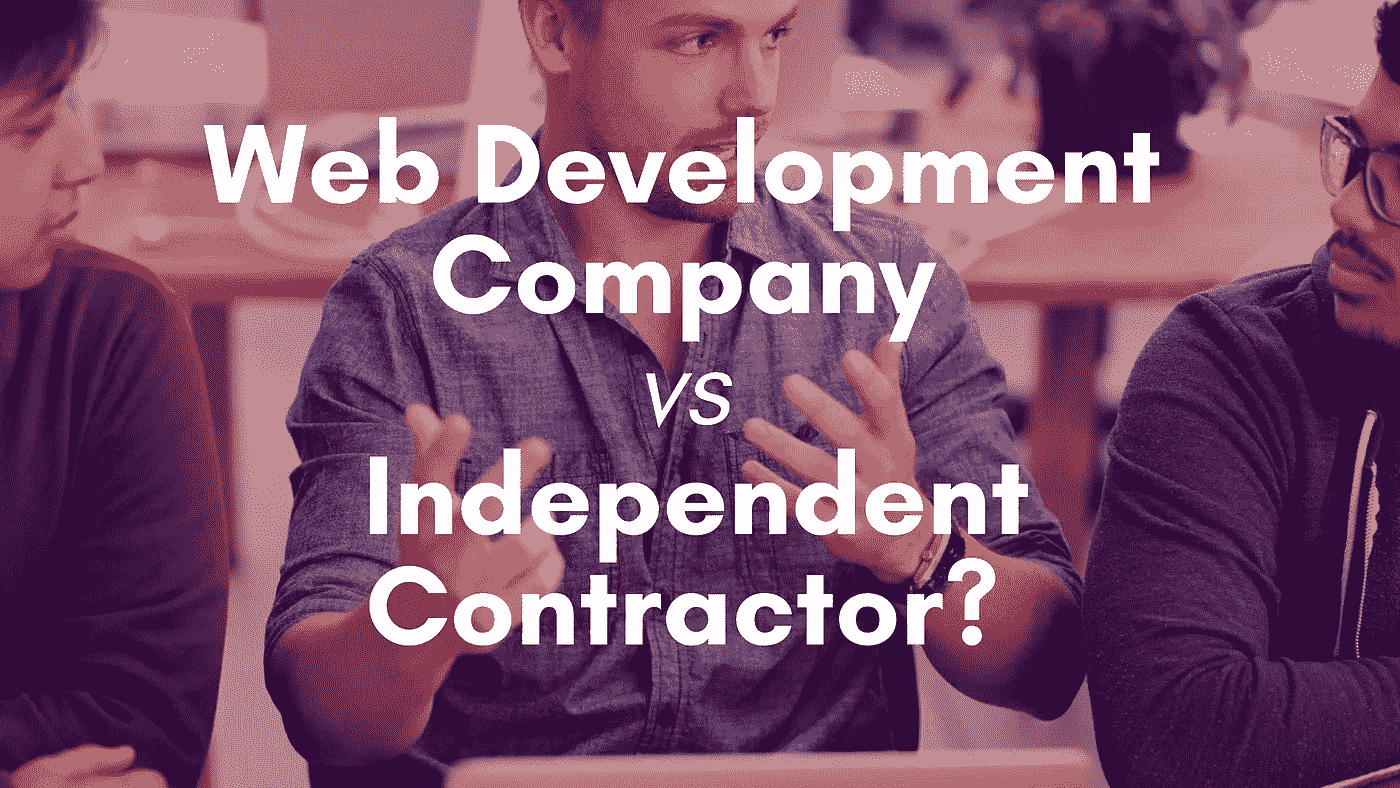 Web Development
Company
vs
Independent
Contractor?